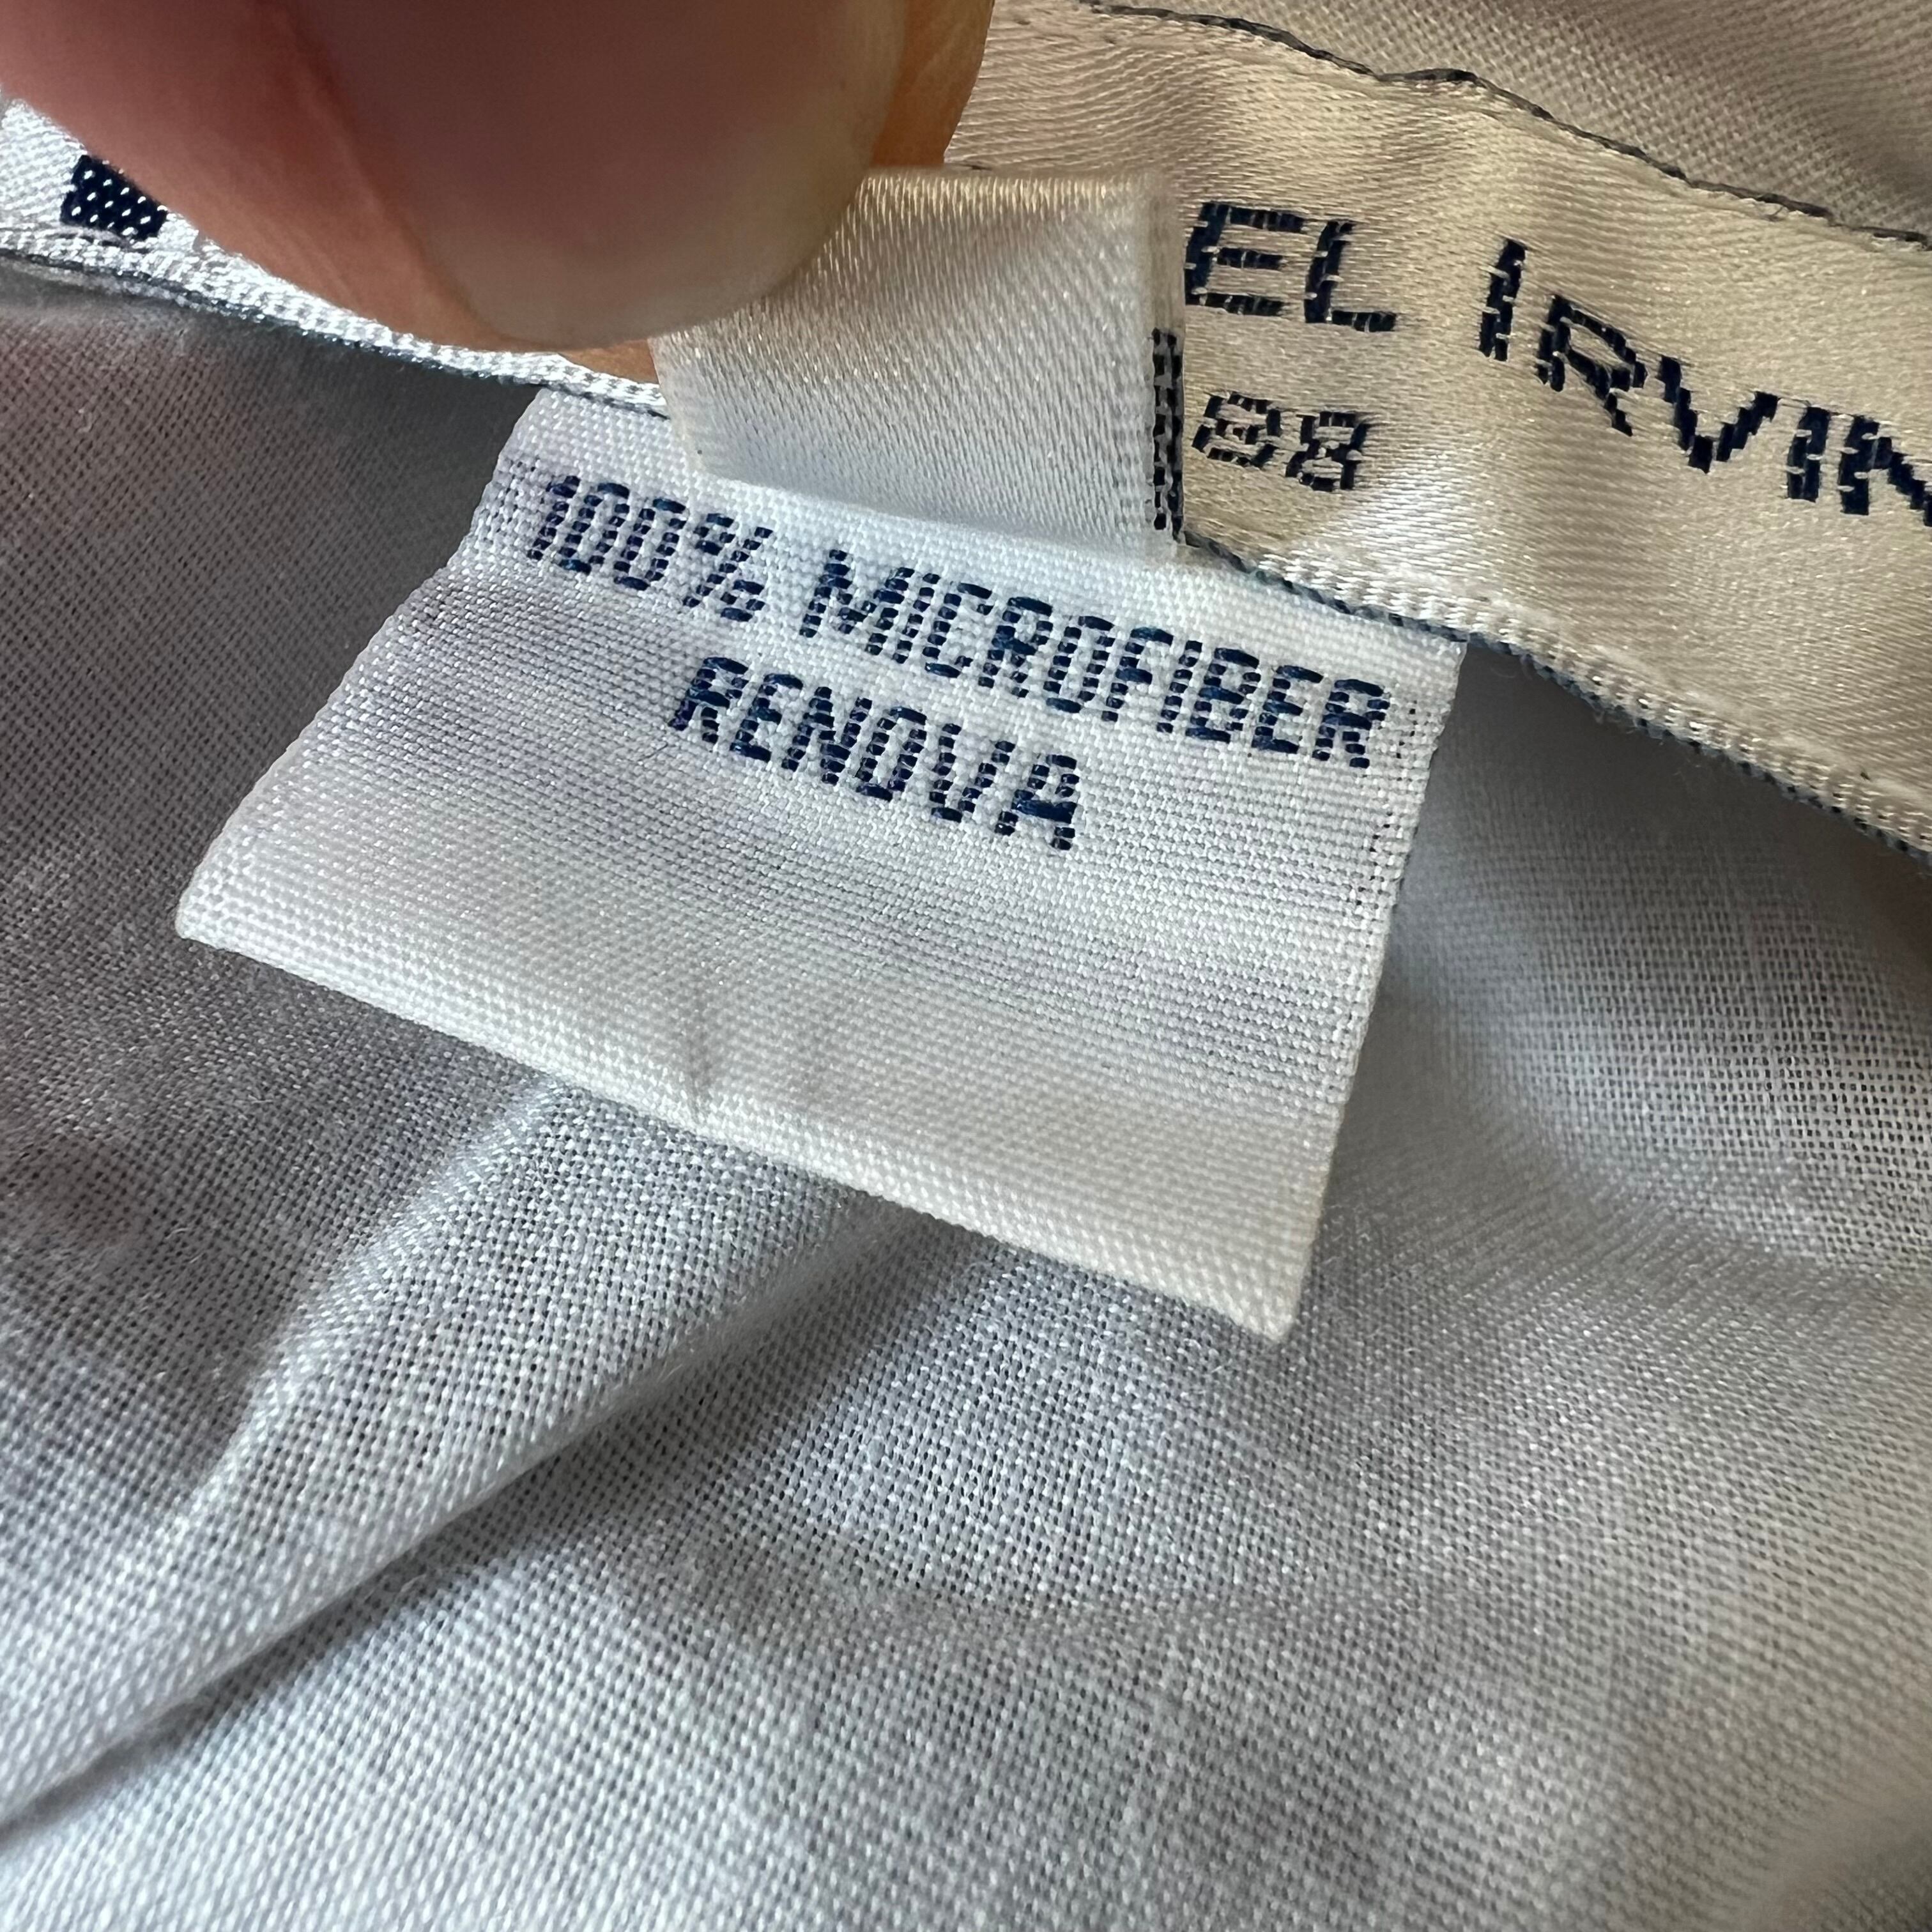 EL IRVIN
88
100% MICROFIBER
RENOVA